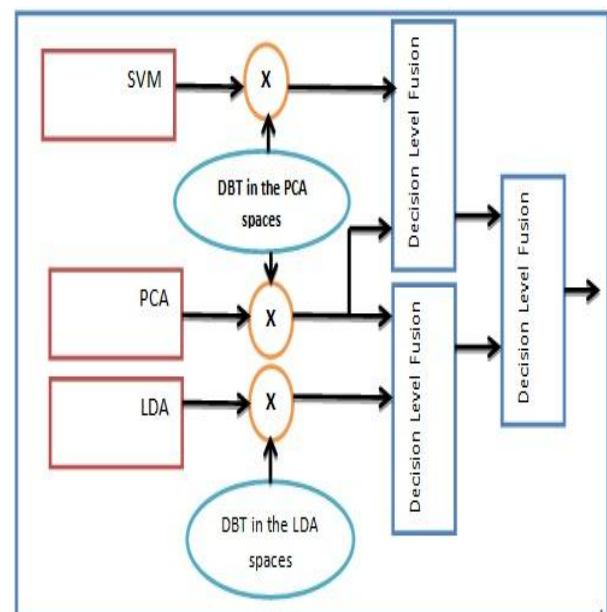 SVM
X
DBT in the PCA
spaces
PCA
X
LDA
X
DBT in the LDA
spaces
Decision Level Fusion
Decision Level Fusion
Decision Level Fusion